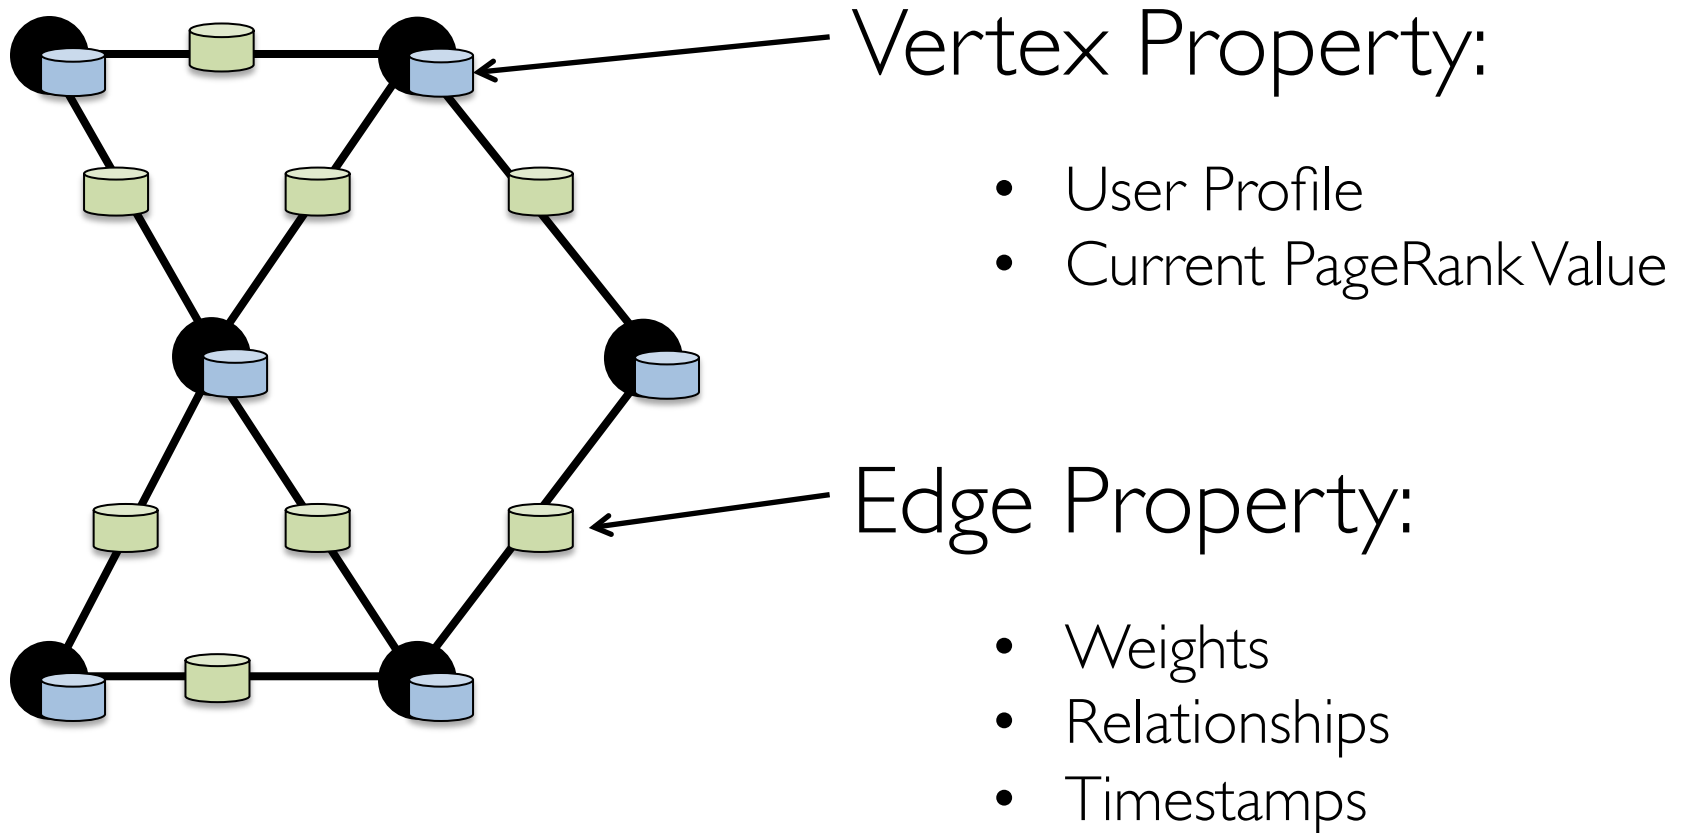 Vertex Property:
• User Profile
• Current PageRank Value
Edge Property:
• Weights
• Relationships
• Timestamps